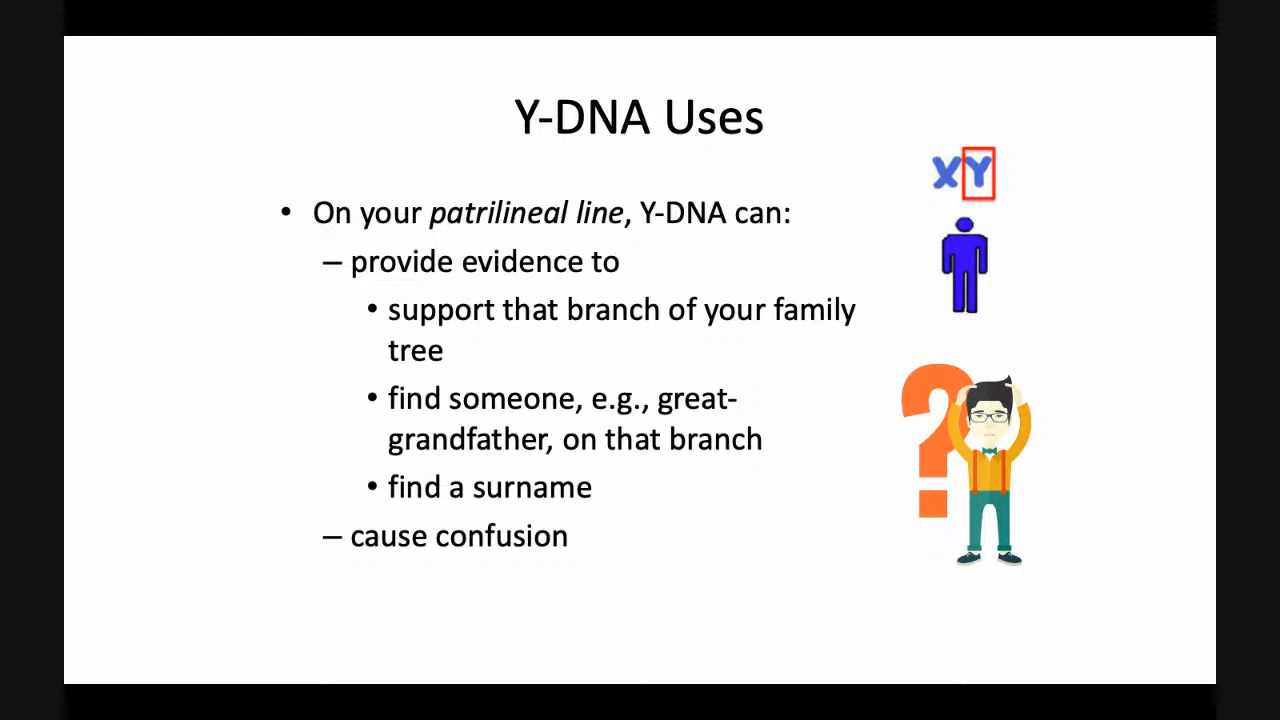 Y-DNA Uses
XY
• On your patrilineal line, Y-DNA can:
– provide evidence to
• support that branch of your family
tree
• find someone, e.g., great-
grandfather, on that branch
• find a surname
– cause confusion
?